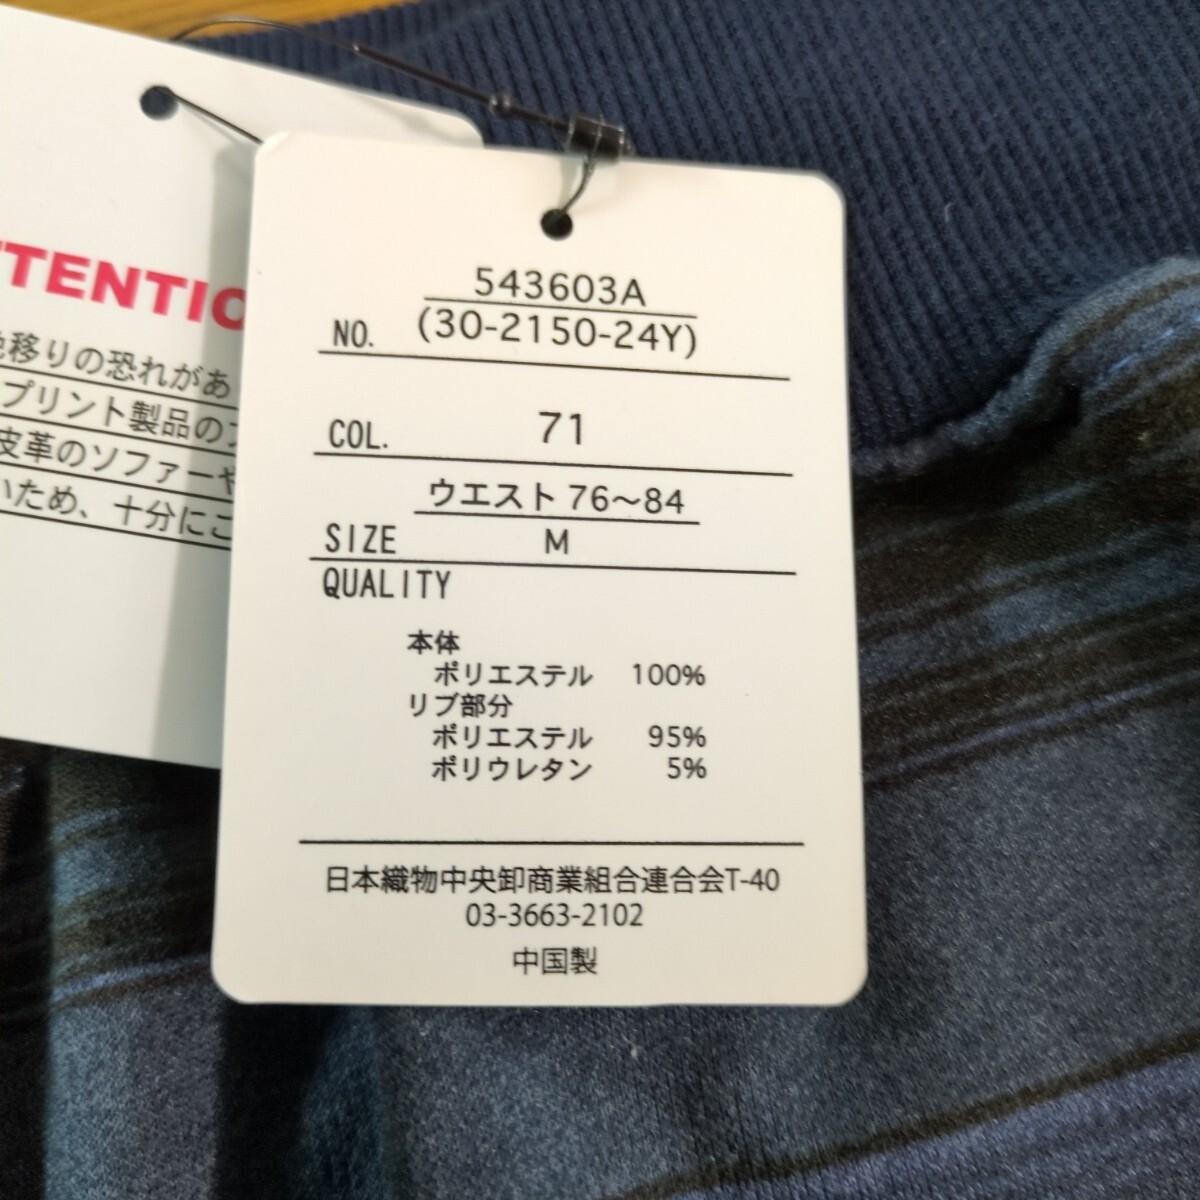 TTENTIO
移りの恐れがあ
プリント製品の
皮革のソファーや
いため、十分にご
543603A
NO. (30-2150-24Y)
COL. 71
ウエスト 76～84
SIZE M
QUALITY
本体
ポリエステル 100%
リブ部分
ポリエステル 95%
ポリウレタン 5%
日本織物中央卸商業組合連合会T-40
03-3663-2102
中国製